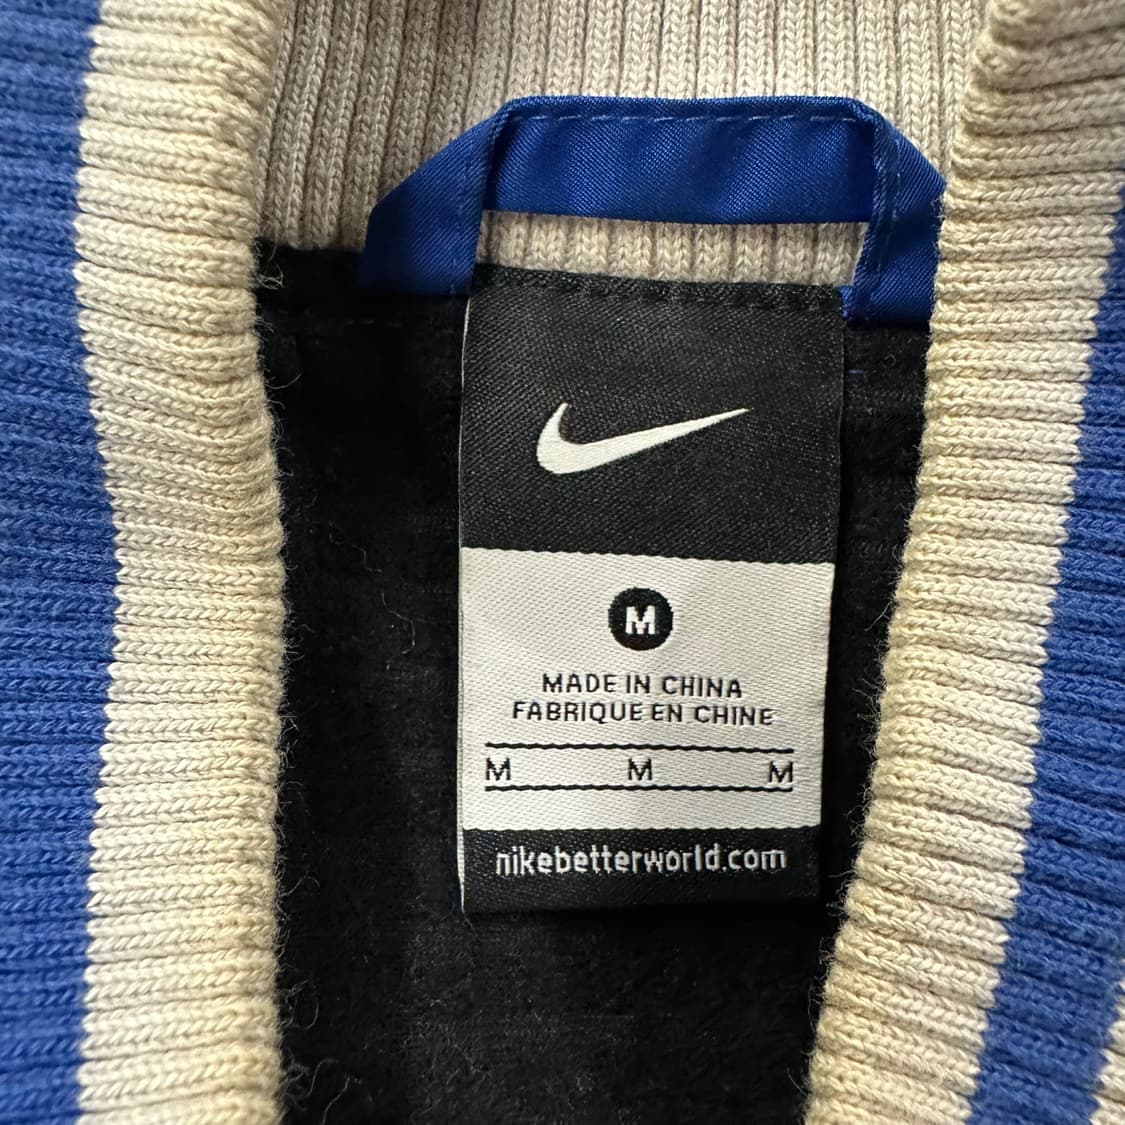 M
MADE IN CHINA
FABRIQUE EN CHINE
M M M
nikebetterworld.com